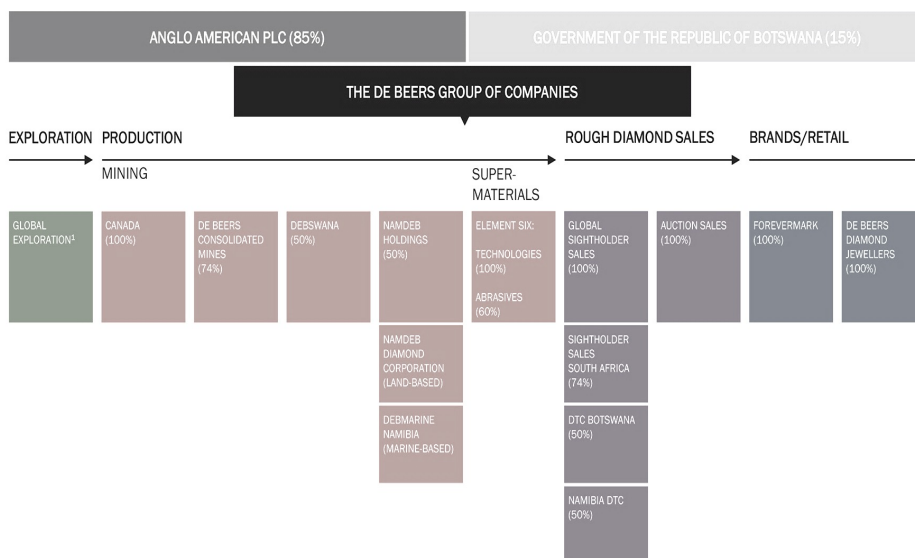 ANGLO AMERICAN PLC (85%)
GOVERNMENT OF THE REPUBLIC OF BOTSWANA (15%)
THE DE BEERS GROUP OF COMPANIES
EXPLORATION
PRODUCTION
ROUGH DIAMOND SALES
BRANDS/RETAIL
MINING
SUPER-
MATERIALS
GLOBAL
EXPLORATION¹
CANADA
(100%)
DE BEERS
CONSOLIDATED
MINES
(74%)
DEBSWANA
(50%)
NAMDEB
HOLDINGS
(50%)
ELEMENT SIX:
TECHNOLOGIES
(100%)
ABRASIVES
(60%)
GLOBAL
SIGHTHOLDER
SALES
(100%)
AUCTION SALES
(100%)
FOREVERMARK
(100%)
DE BEERS
DIAMOND
JEWELLERS
(100%)
NAMDEB
DIAMOND
CORPORATION
(LAND-BASED)
SIGHTHOLDER
SALES
SOUTH AFRICA
(74%)
DEBMARINE
NAMIBIA
(MARINE-BASED)
DTC BOTSWANA
(50%)
NAMIBIA DTC
(50%)